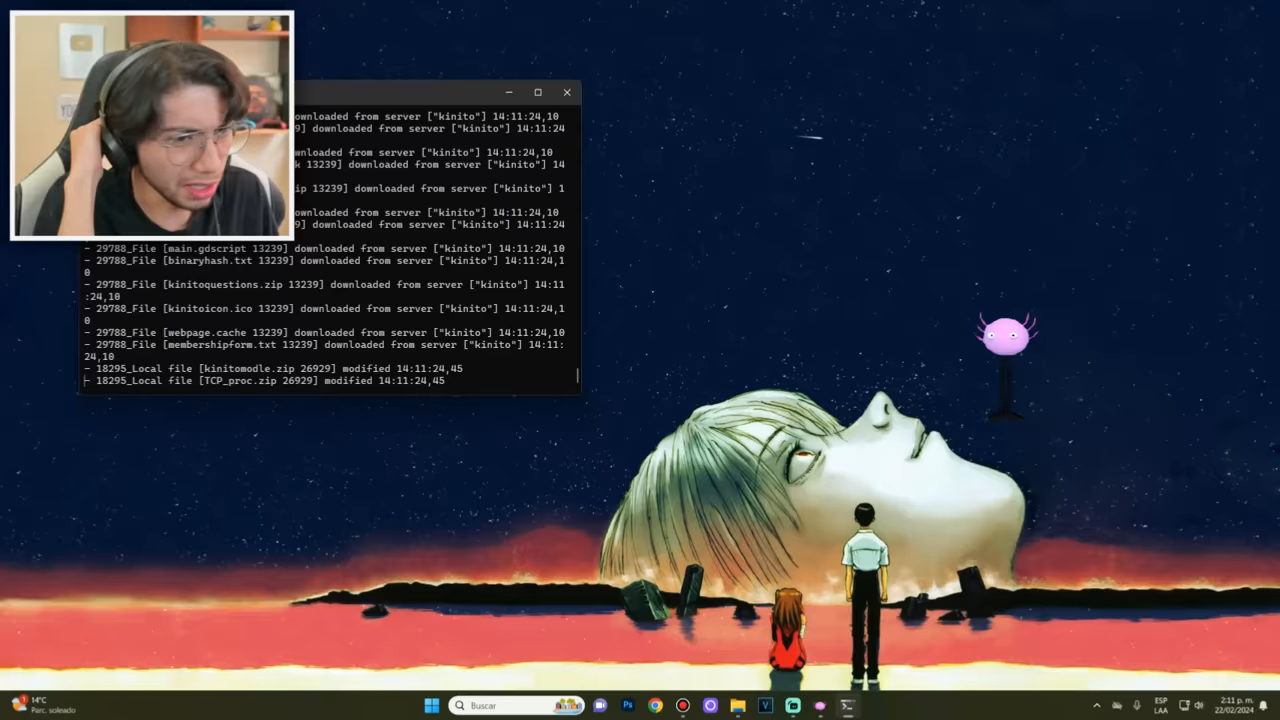 ownloaded from server ["kinito"] 14:11:24,10
9] downloaded from server ["kinito"] 14:11:24
wnloaded from server ["kinito"] 14:11:24,10
k 13239] downloaded from server ["kinito"] 14
ip 13239] downloaded from server ["kinito"] 1
ownloaded from server ["kinito"] 14:11:24,10
9] downloaded from server ["kinito"] 14:11:24
- 29788_File [main.gdscript 13239] downloaded from server ["kinito"] 14:11:24,10
- 29788_File [binaryhash.txt 13239] downloaded from server ["kinito"] 14:11:24,1
0
- 29788_File [kinitoquestions.zip 13239] downloaded from server ["kinito"] 14:11
:24,10
- 29788_File [kinitoicon.ico 13239] downloaded from server ["kinito"] 14:11:24,1
0
- 29788_File [webpage.cache 13239] downloaded from server ["kinito"] 14:11:24,10
- 29788_File [membershipform.txt 13239] downloaded from server ["kinito"] 14:11:
24,10
- 18295_Local file [kinitomodle.zip 26929] modified 14:11:24,45
- 18295_Local file [TCP_proc.zip 26929] modified 14:11:24,45
1
14°C
Parc. soleado
Buscar
Ps
V
ESP
LAA
2:11 p. m.
22/02/2024